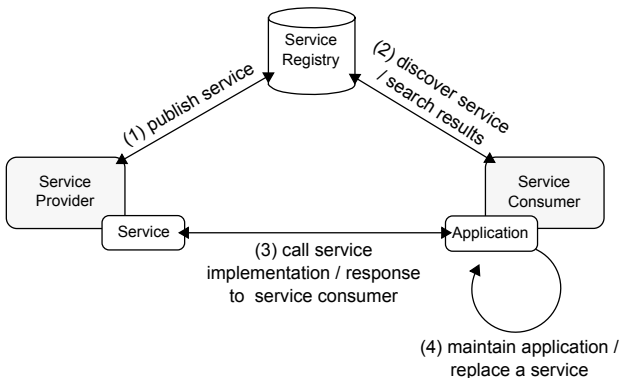 Service
Registry
(1) publish service
(2) discover service
/ search results
Service
Provider
Service
Service
Consumer
Application
(3) call service
implementation / response
to service consumer
(4) maintain application /
replace a service